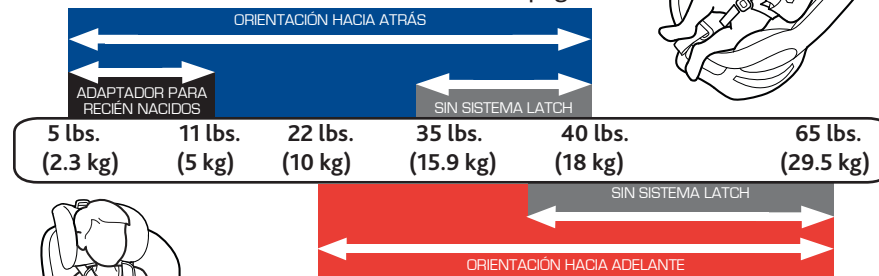 ORIENTACIÓN HACIA ATRÁS
ADAPTADOR PARA
RECIÉN NACIDOS
SIN SISTEMA LATCH
5 lbs. 11 lbs. 22 lbs. 35 lbs. 40 lbs. 65 lbs.
(2.3 kg) (5 kg) (10 kg) (15.9 kg) (18 kg) (29.5 kg)
SIN SISTEMA LATCH
ORIENTACIÓN HACIA ADELANTE